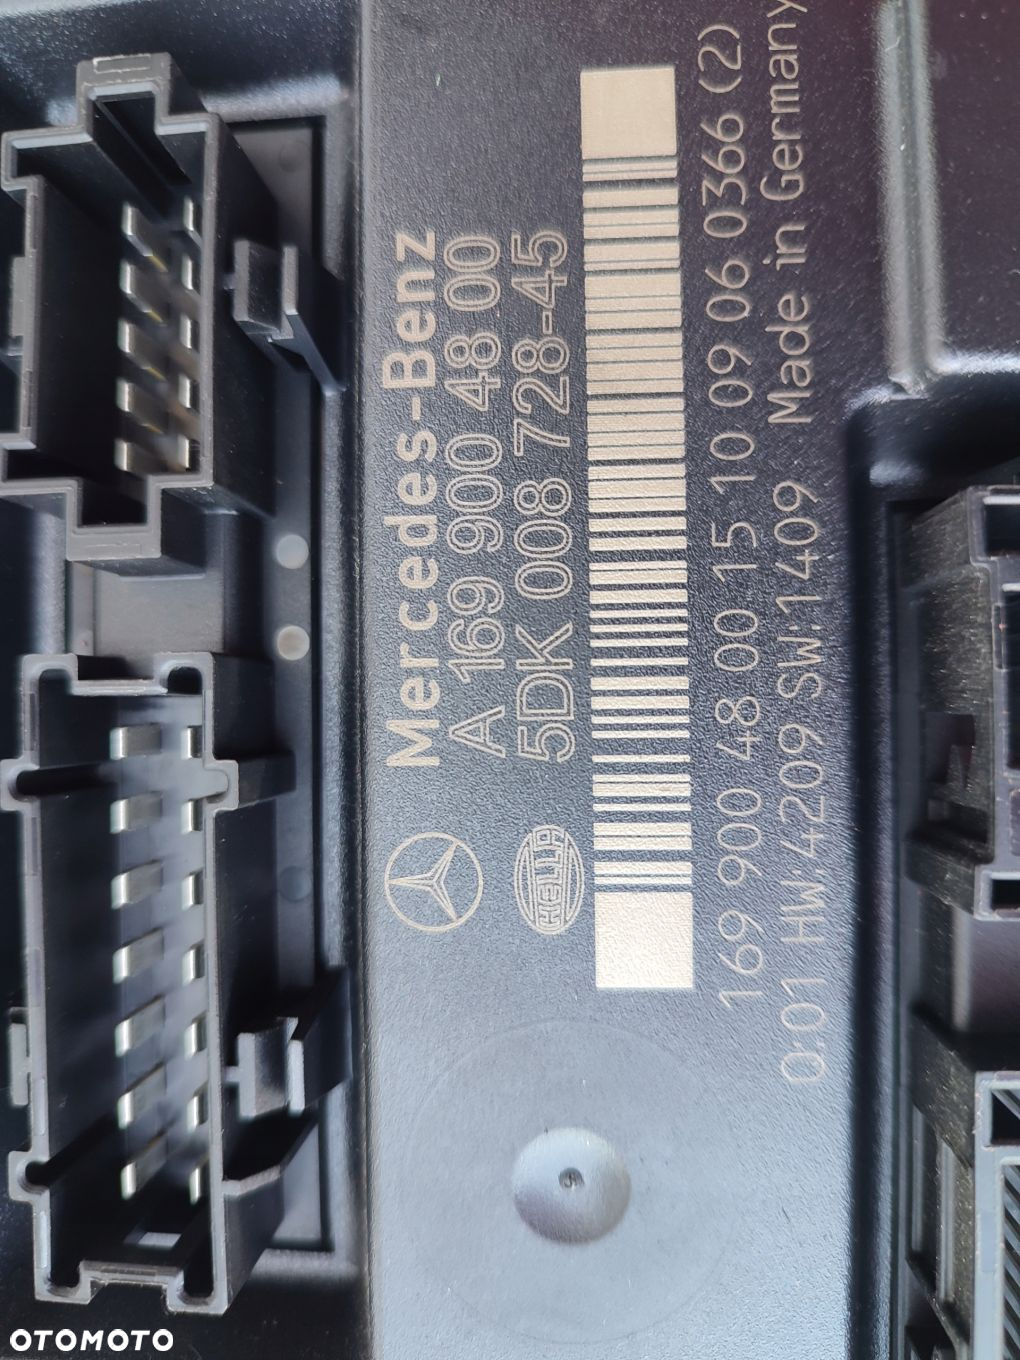 Mercedes-Benz
A 169 900 48 00
5DK 008 728-45
HELLA
169 900 48 00 15 10 09 06 0366 (2)
0:01 HW:4209 SW:1409 Made in Germany
OTOMOTO